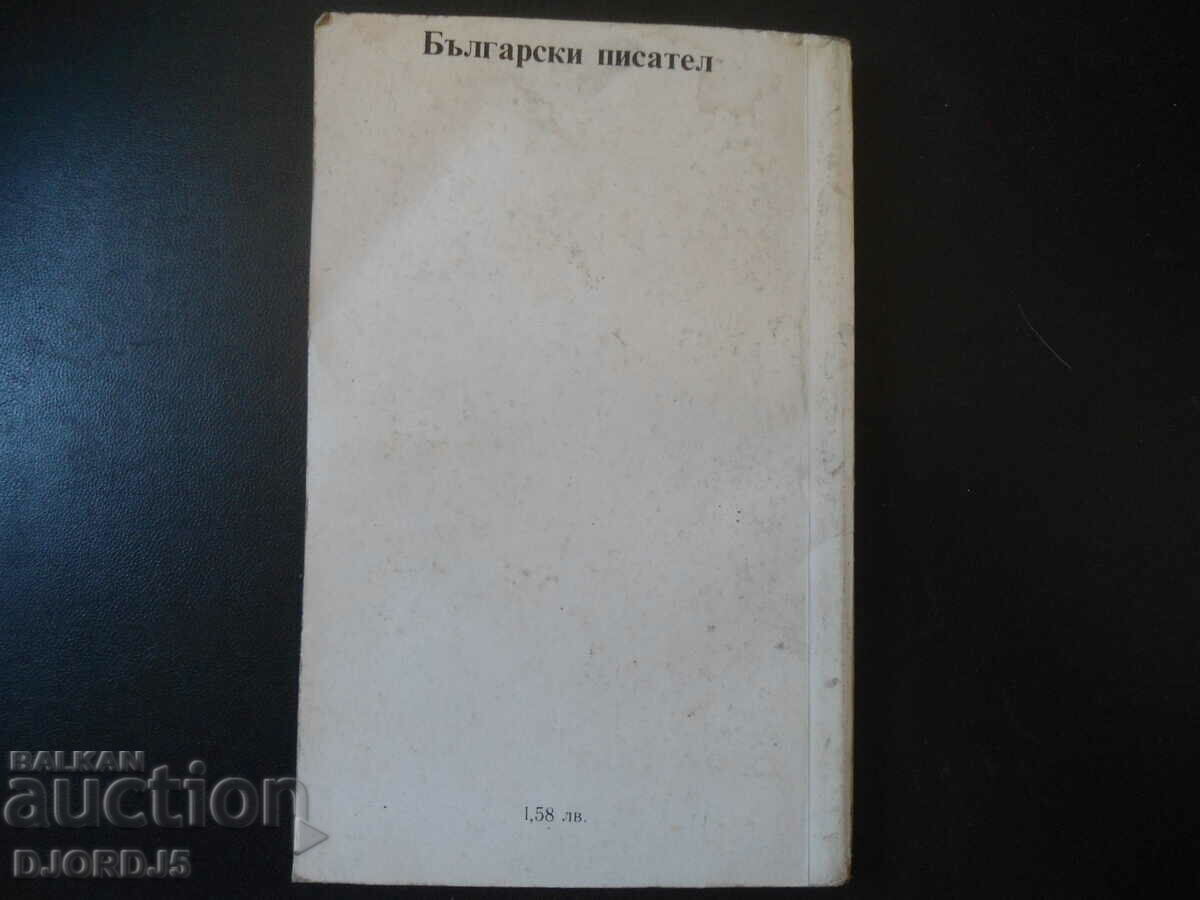 Български писател
1,58 лв.
BALKAN
auction
DJORDJ5